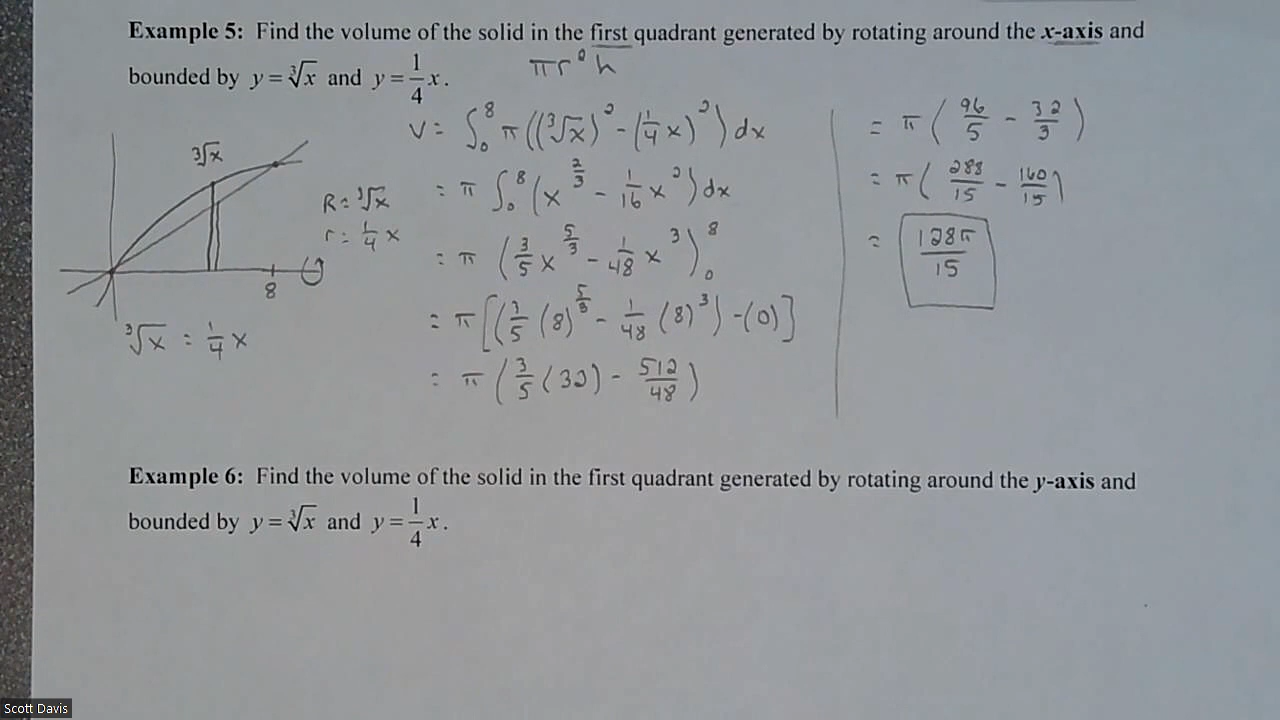 Example 5: Find the volume of the solid in the first quadrant generated by rotating around the x-axis and
bounded by y = ∛x and y = 1/4 x.
πr²h
∛x
R = ∛x
r = 1/4 x
8
∛x = 1/4 x
V = ∫₀⁸ π((∛x)² - (1/4 x)²) dx
= π ∫₀⁸ (x^(2/3) - 1/16 x²) dx
= π (3/5 x^(5/3) - 1/48 x³)₀⁸
= π [(3/5 (8)^(5/3) - 1/48 (8)³) - (0)]
= π (3/5 (32) - 512/48)
= π (96/5 - 32/3)
= π (288/15 - 160/15)
= 128π/15
Example 6: Find the volume of the solid in the first quadrant generated by rotating around the y-axis and
bounded by y = ∛x and y = 1/4 x.
Scott Davis